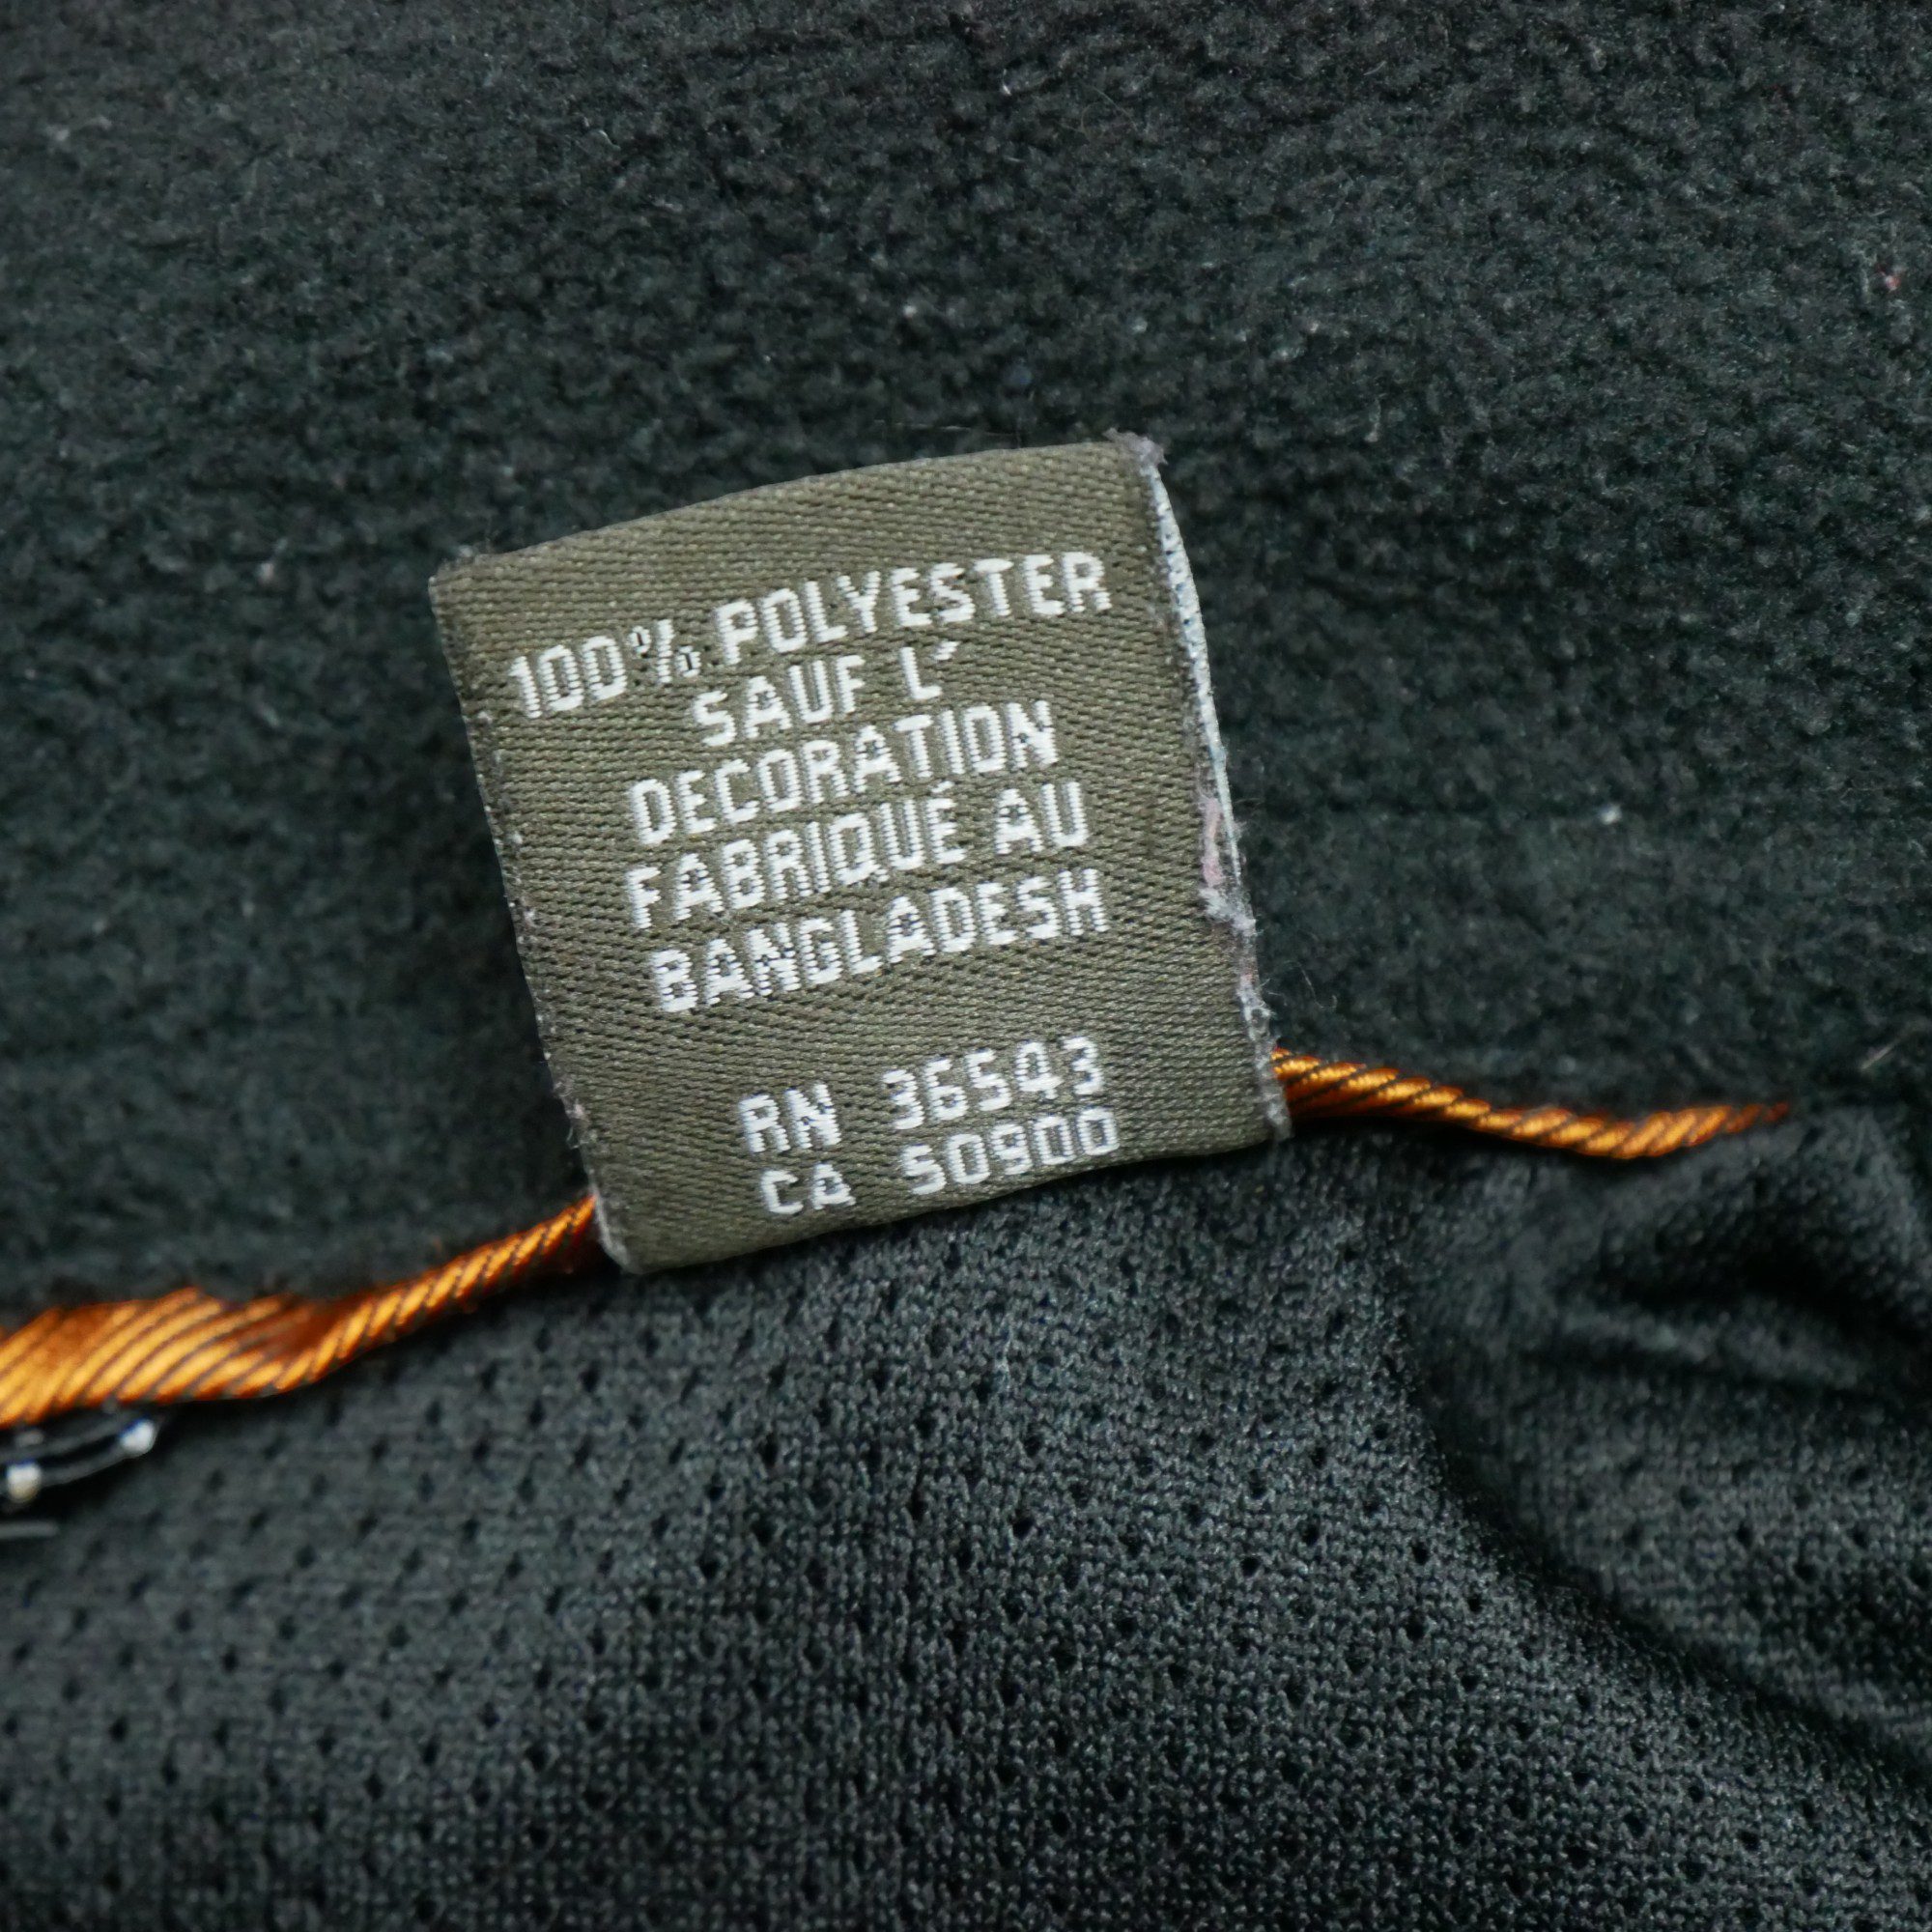 100% POLYESTER
SAUF L'
DECORATION
FABRIQUÉ AU
BANGLADESH
RN 36543
CA 50900